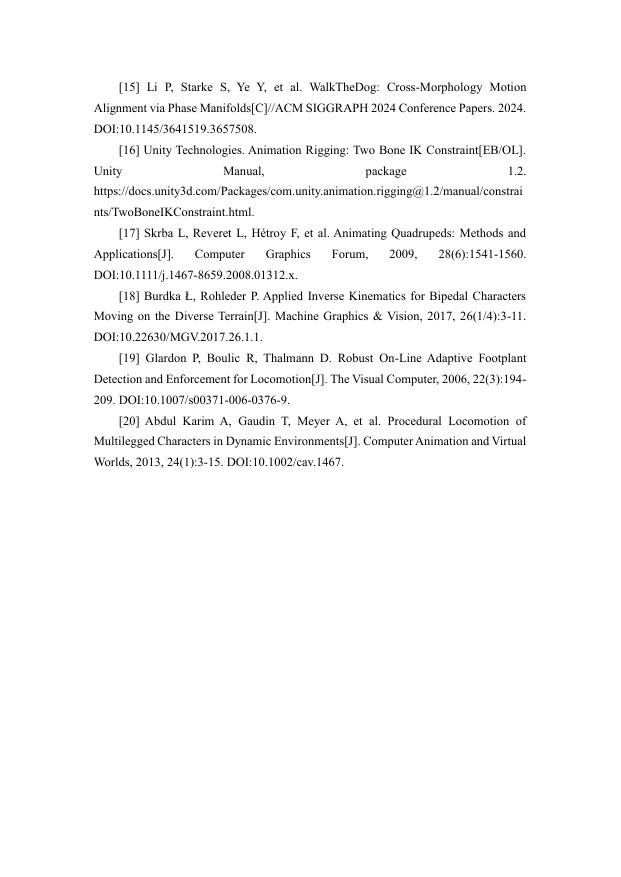 [15] Li P, Starke S, Ye Y, et al. WalkTheDog: Cross-Morphology Motion
Alignment via Phase Manifolds[C]//ACM SIGGRAPH 2024 Conference Papers. 2024.
DOI:10.1145/3641519.3657508.
[16] Unity Technologies. Animation Rigging: Two Bone IK Constraint[EB/OL].
Unity Manual, package 1.2.
https://docs.unity3d.com/Packages/com.unity.animation.rigging@1.2/manual/constrai
nts/TwoBoneIKConstraint.html.
[17] Skrba L, Reveret L, Hétroy F, et al. Animating Quadrupeds: Methods and
Applications[J]. Computer Graphics Forum, 2009, 28(6):1541-1560.
DOI:10.1111/j.1467-8659.2008.01312.x.
[18] Burdka Ł, Rohleder P. Applied Inverse Kinematics for Bipedal Characters
Moving on the Diverse Terrain[J]. Machine Graphics & Vision, 2017, 26(1/4):3-11.
DOI:10.22630/MGV.2017.26.1.1.
[19] Glardon P, Boulic R, Thalmann D. Robust On-Line Adaptive Footplant
Detection and Enforcement for Locomotion[J]. The Visual Computer, 2006, 22(3):194-
209. DOI:10.1007/s00371-006-0376-9.
[20] Abdul Karim A, Gaudin T, Meyer A, et al. Procedural Locomotion of
Multilegged Characters in Dynamic Environments[J]. Computer Animation and Virtual
Worlds, 2013, 24(1):3-15. DOI:10.1002/cav.1467.